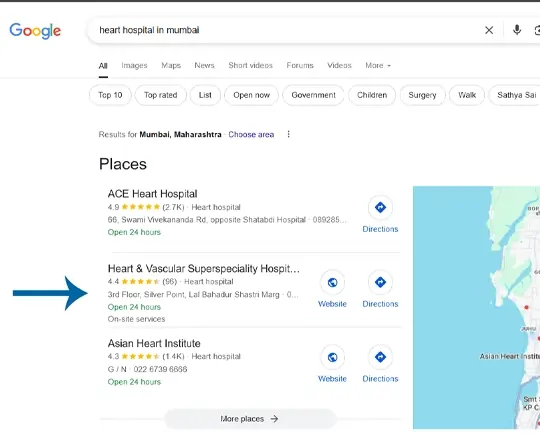 Google
heart hospital in mumbai
All Images Maps News Short videos Forums Videos More
Top 10 Top rated List Open now Government Children Surgery Walk Sathya Sai
Results for Mumbai, Maharashtra · Choose area
Places
ACE Heart Hospital
4.9 (2.7K) · Heart hospital
66, Swami Vivekananda Rd, opposite Shatabdi Hospital · 089285...
Open 24 hours
Directions
Heart & Vascular Superspeciality Hospit...
4.4 (96) · Heart hospital
3rd Floor, Silver Point, Lal Bahadur Shastri Marg · 0...
Open 24 hours
On-site services
Website Directions
Asian Heart Institute
4.3 (1.4K) · Heart hospital
G / N · 022 6739 6666
Open 24 hours
Website Directions
More places
Asian Heart Inst